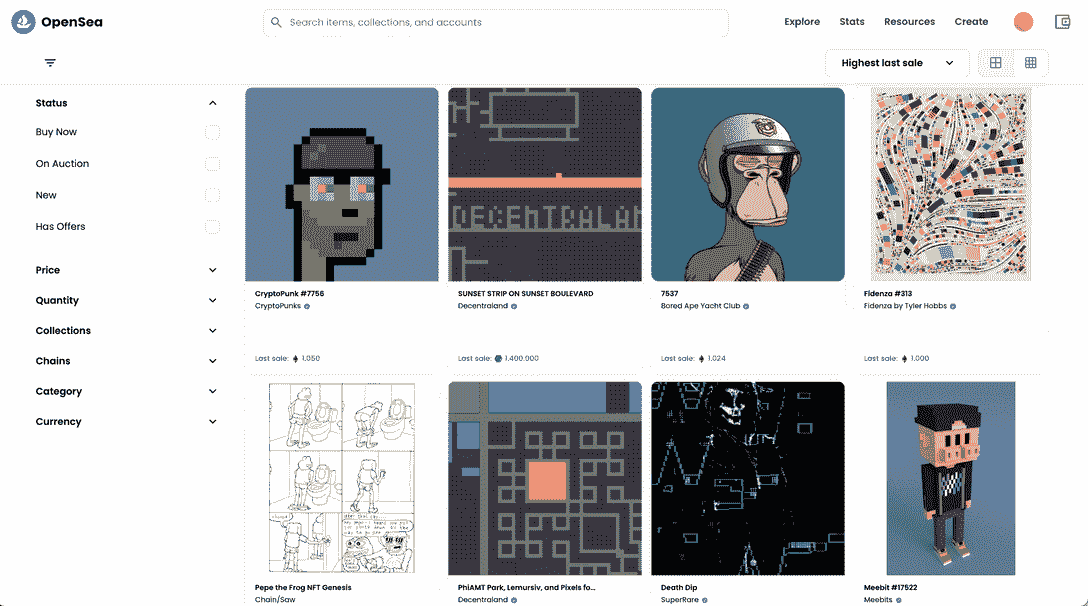 OpenSea
Search items, collections, and accounts
Explore
Stats
Resources
Create
Highest last sale
Status
Buy Now
On Auction
New
Has Offers
Price
Quantity
Collections
Chains
Category
Currency
CryptoPunk #7756
CryptoPunks
Last sale: 1,050
SUNSET STRIP ON SUNSET BOULEVARD
Decentraland
Last sale: 1,400,000
7537
Bored Ape Yacht Club
Last sale: 1,024
Fidenza #313
Fidenza by Tyler Hobbs
Last sale: 1,000
DECENTRALAN
Pepe the Frog NFT Genesis
Chain/Saw
PhiAMT Park, Lemursiv, and Pixels fo...
Decentraland
Death Dip
SuperRare
Meebit #17522
Meebits